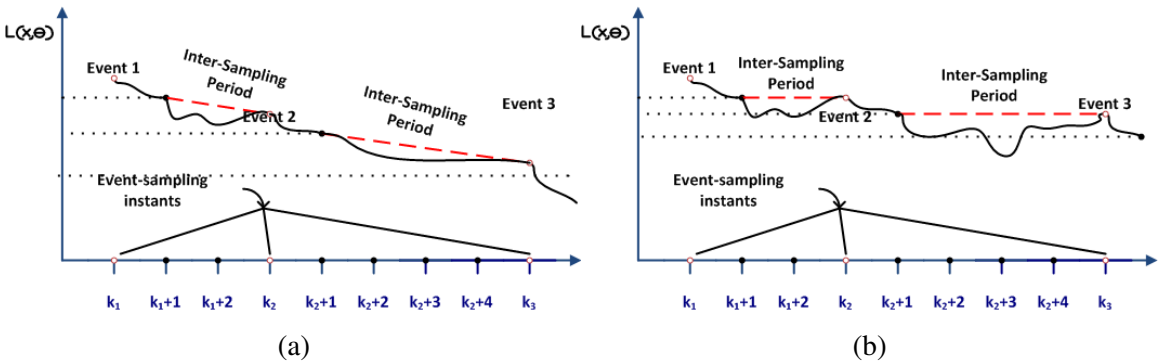 L(x,ɵ)
Event 1
Inter-Sampling
Period
Event 2
Inter-Sampling
Period
Event 3
Event-sampling
instants
k₁ k₁+1 k₁+2 k₂ k₂+1 k₂+2 k₂+3 k₂+4 k₃
(a)
L(x,ɵ)
Event 1
Inter-Sampling
Period
Event 2
Inter-Sampling
Period
Event 3
Event-sampling
instants
k₁ k₁+1 k₁+2 k₂ k₂+1 k₂+2 k₂+3 k₂+4 k₃
(b)